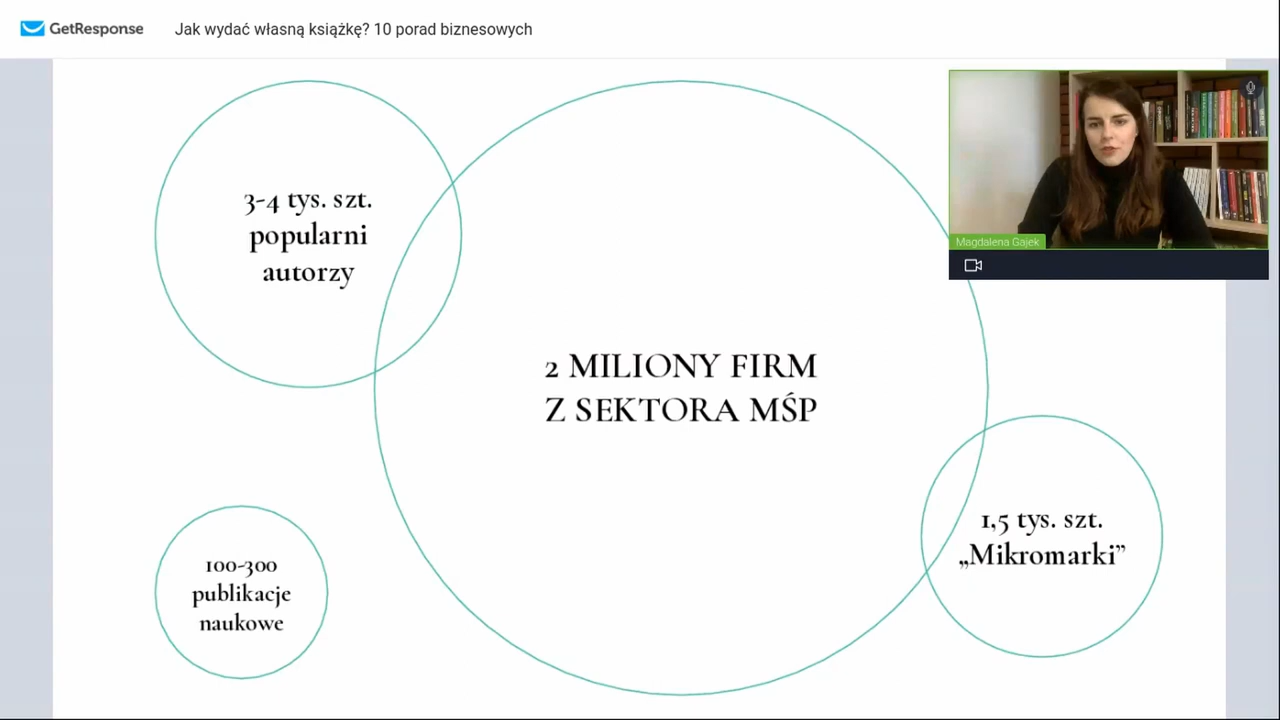 GetResponse
Jak wydać własną książkę? 10 porad biznesowych
3-4 tys. szt.
popularni
autorzy
2 MILIONY FIRM
Z SEKTORA MŚP
Magdalena Gajek
1,5 tys. szt.
„Mikromarki”
100-300
publikacje
naukowe